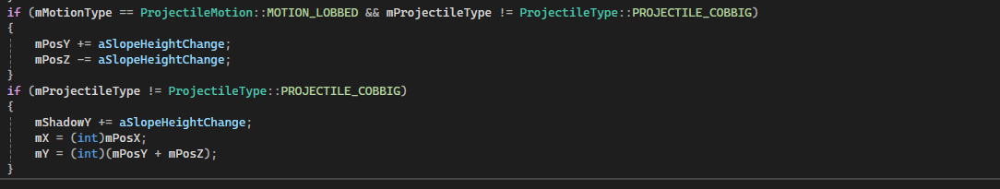 if (mMotionType == ProjectileMotion::MOTION_LOBBED && mProjectileType != ProjectileType::PROJECTILE_COBBIG)
{
    mPosY += aSlopeHeightChange;
    mPosZ -= aSlopeHeightChange;
}
if (mProjectileType != ProjectileType::PROJECTILE_COBBIG)
{
    mShadowY += aSlopeHeightChange;
    mX = (int)mPosX;
    mY = (int)(mPosY + mPosZ);
}